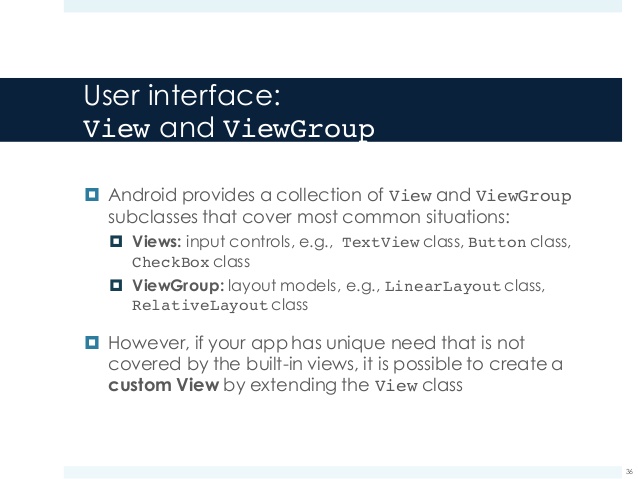 User interface:
View and ViewGroup
Android provides a collection of View and ViewGroup
subclasses that cover most common situations:
Views: input controls, e.g., TextView class, Button class,
CheckBox class
ViewGroup: layout models, e.g., LinearLayout class,
RelativeLayout class
However, if your app has unique need that is not
covered by the built-in views, it is possible to create a
custom View by extending the View class
36